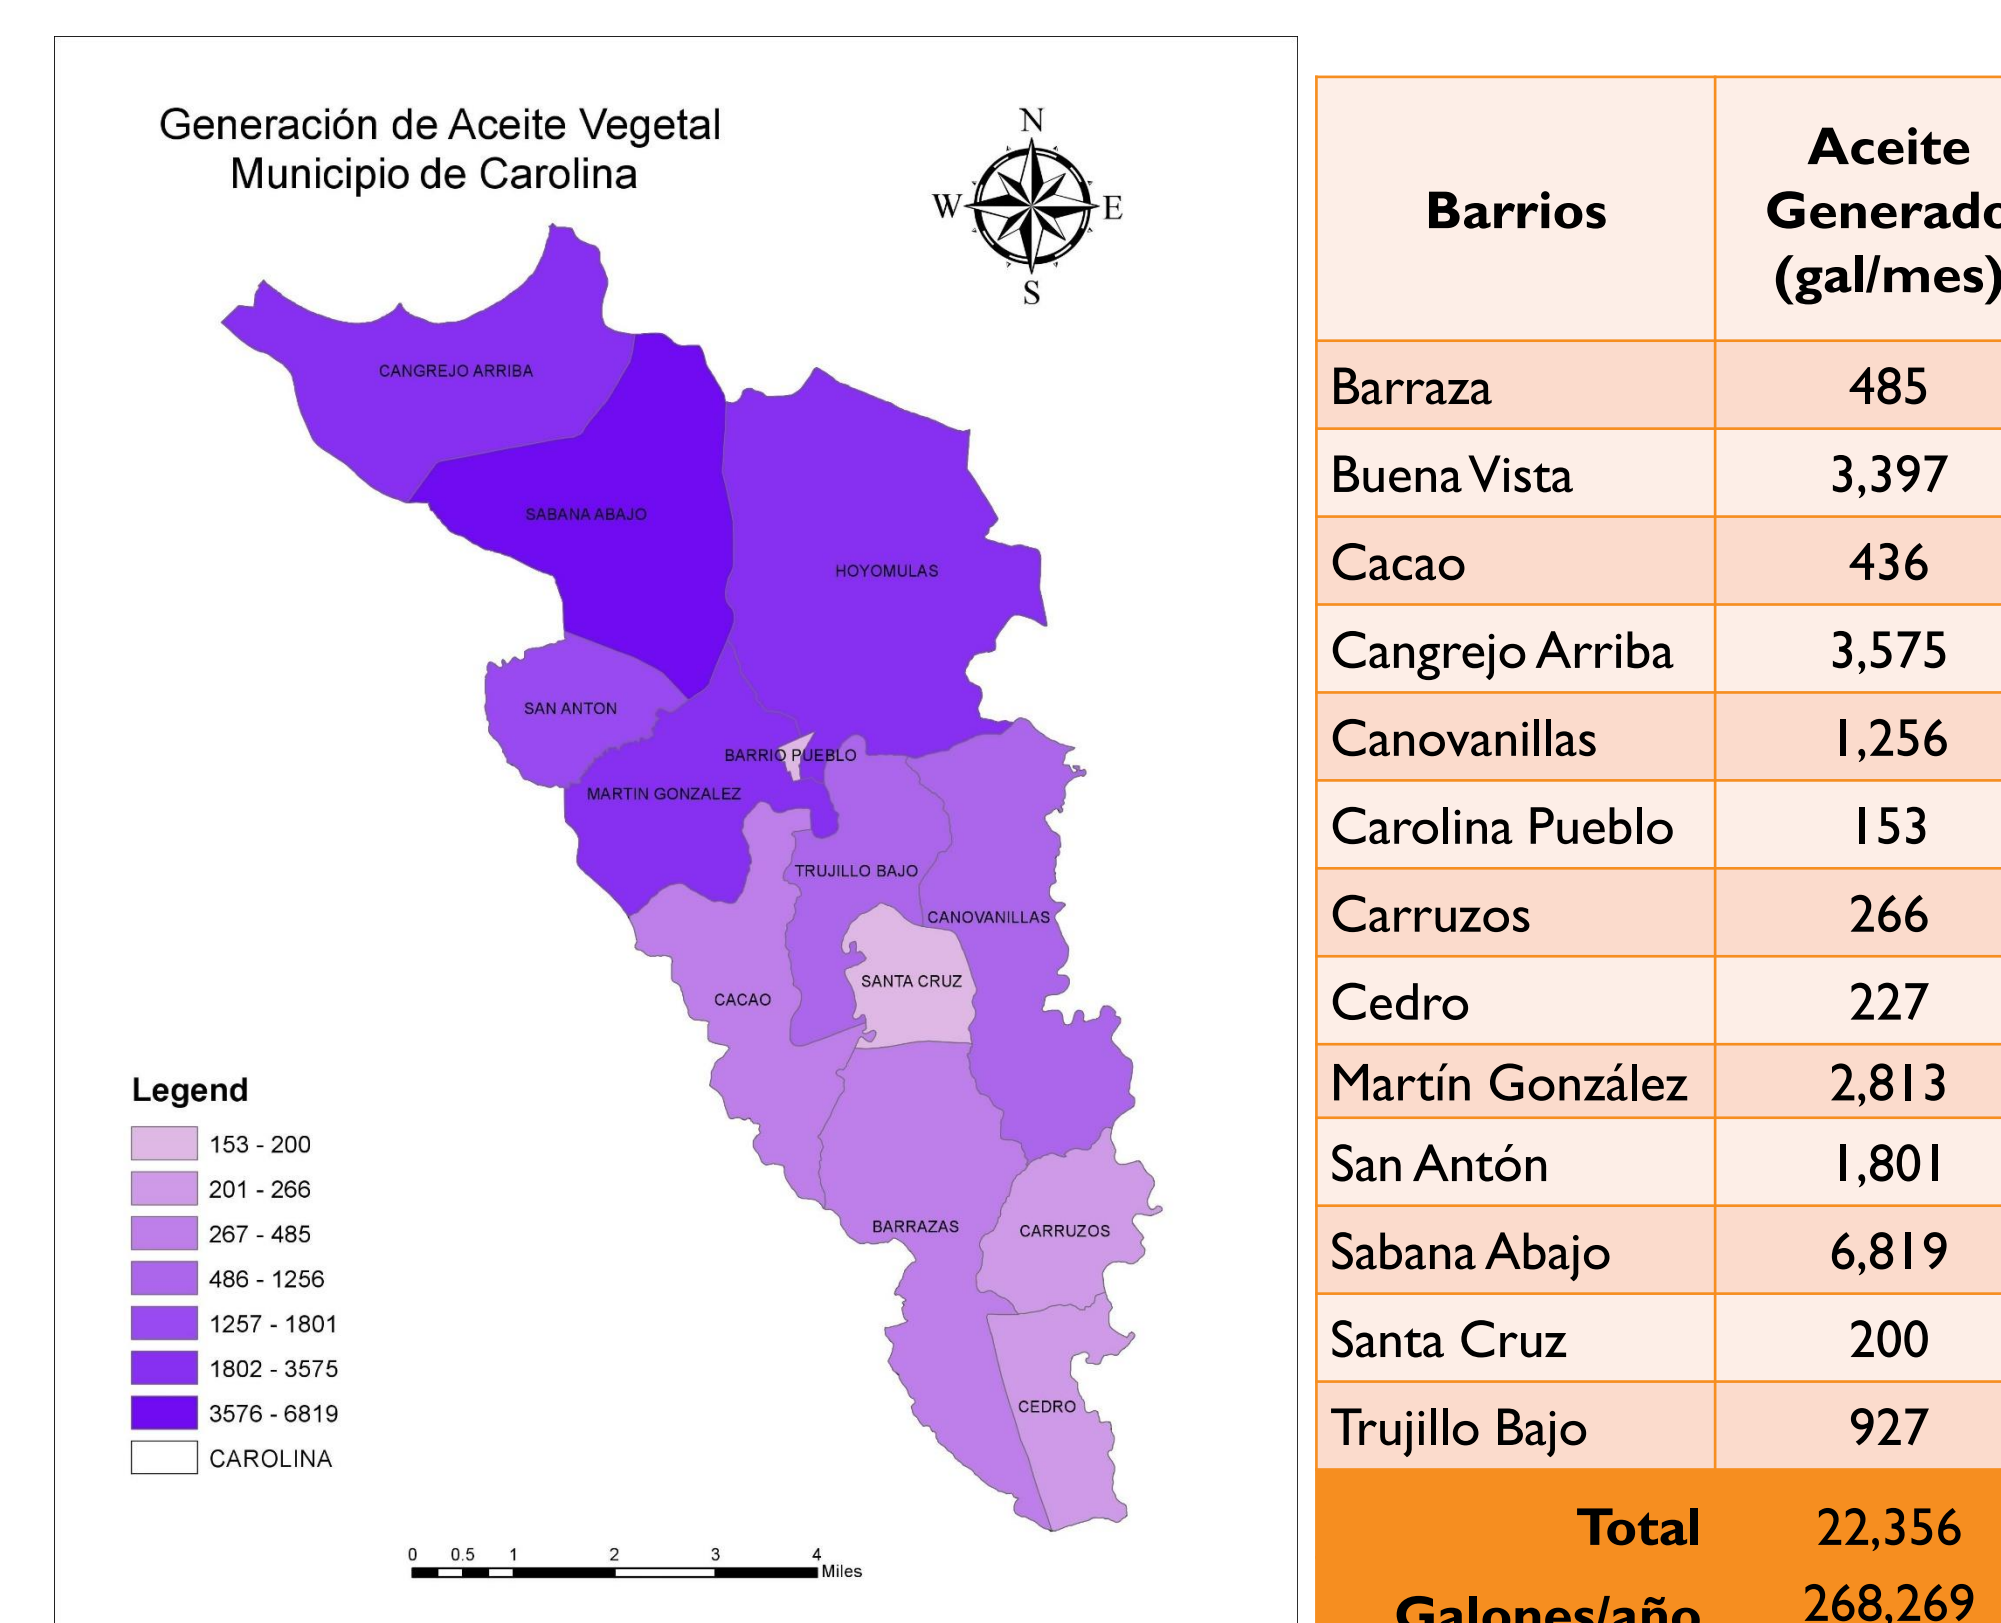 Generación de Aceite Vegetal
Municipio de Carolina
N
W
E
S
CANGREJO ARRIBA
SABANA ABAJO
HOYOMULAS
SAN ANTON
BARRIO PUEBLO
MARTIN GONZALEZ
TRUJILLO BAJO
CANOVANILLAS
SANTA CRUZ
CACAO
BARRAZAS
CARRUZOS
CEDRO
Legend
153 - 200
201 - 266
267 - 485
486 - 1256
1257 - 1801
1802 - 3575
3576 - 6819
CAROLINA
0 0.5 1 2 3 4
Miles
Barrios
Aceite
Generado
(gal/mes)
Barraza 485
Buena Vista 3,397
Cacao 436
Cangrejo Arriba 3,575
Canovanillas 1,256
Carolina Pueblo 153
Carruzos 266
Cedro 227
Martín González 2,813
San Antón 1,801
Sabana Abajo 6,819
Santa Cruz 200
Trujillo Bajo 927
Total 22,356
Galones/año 268,269